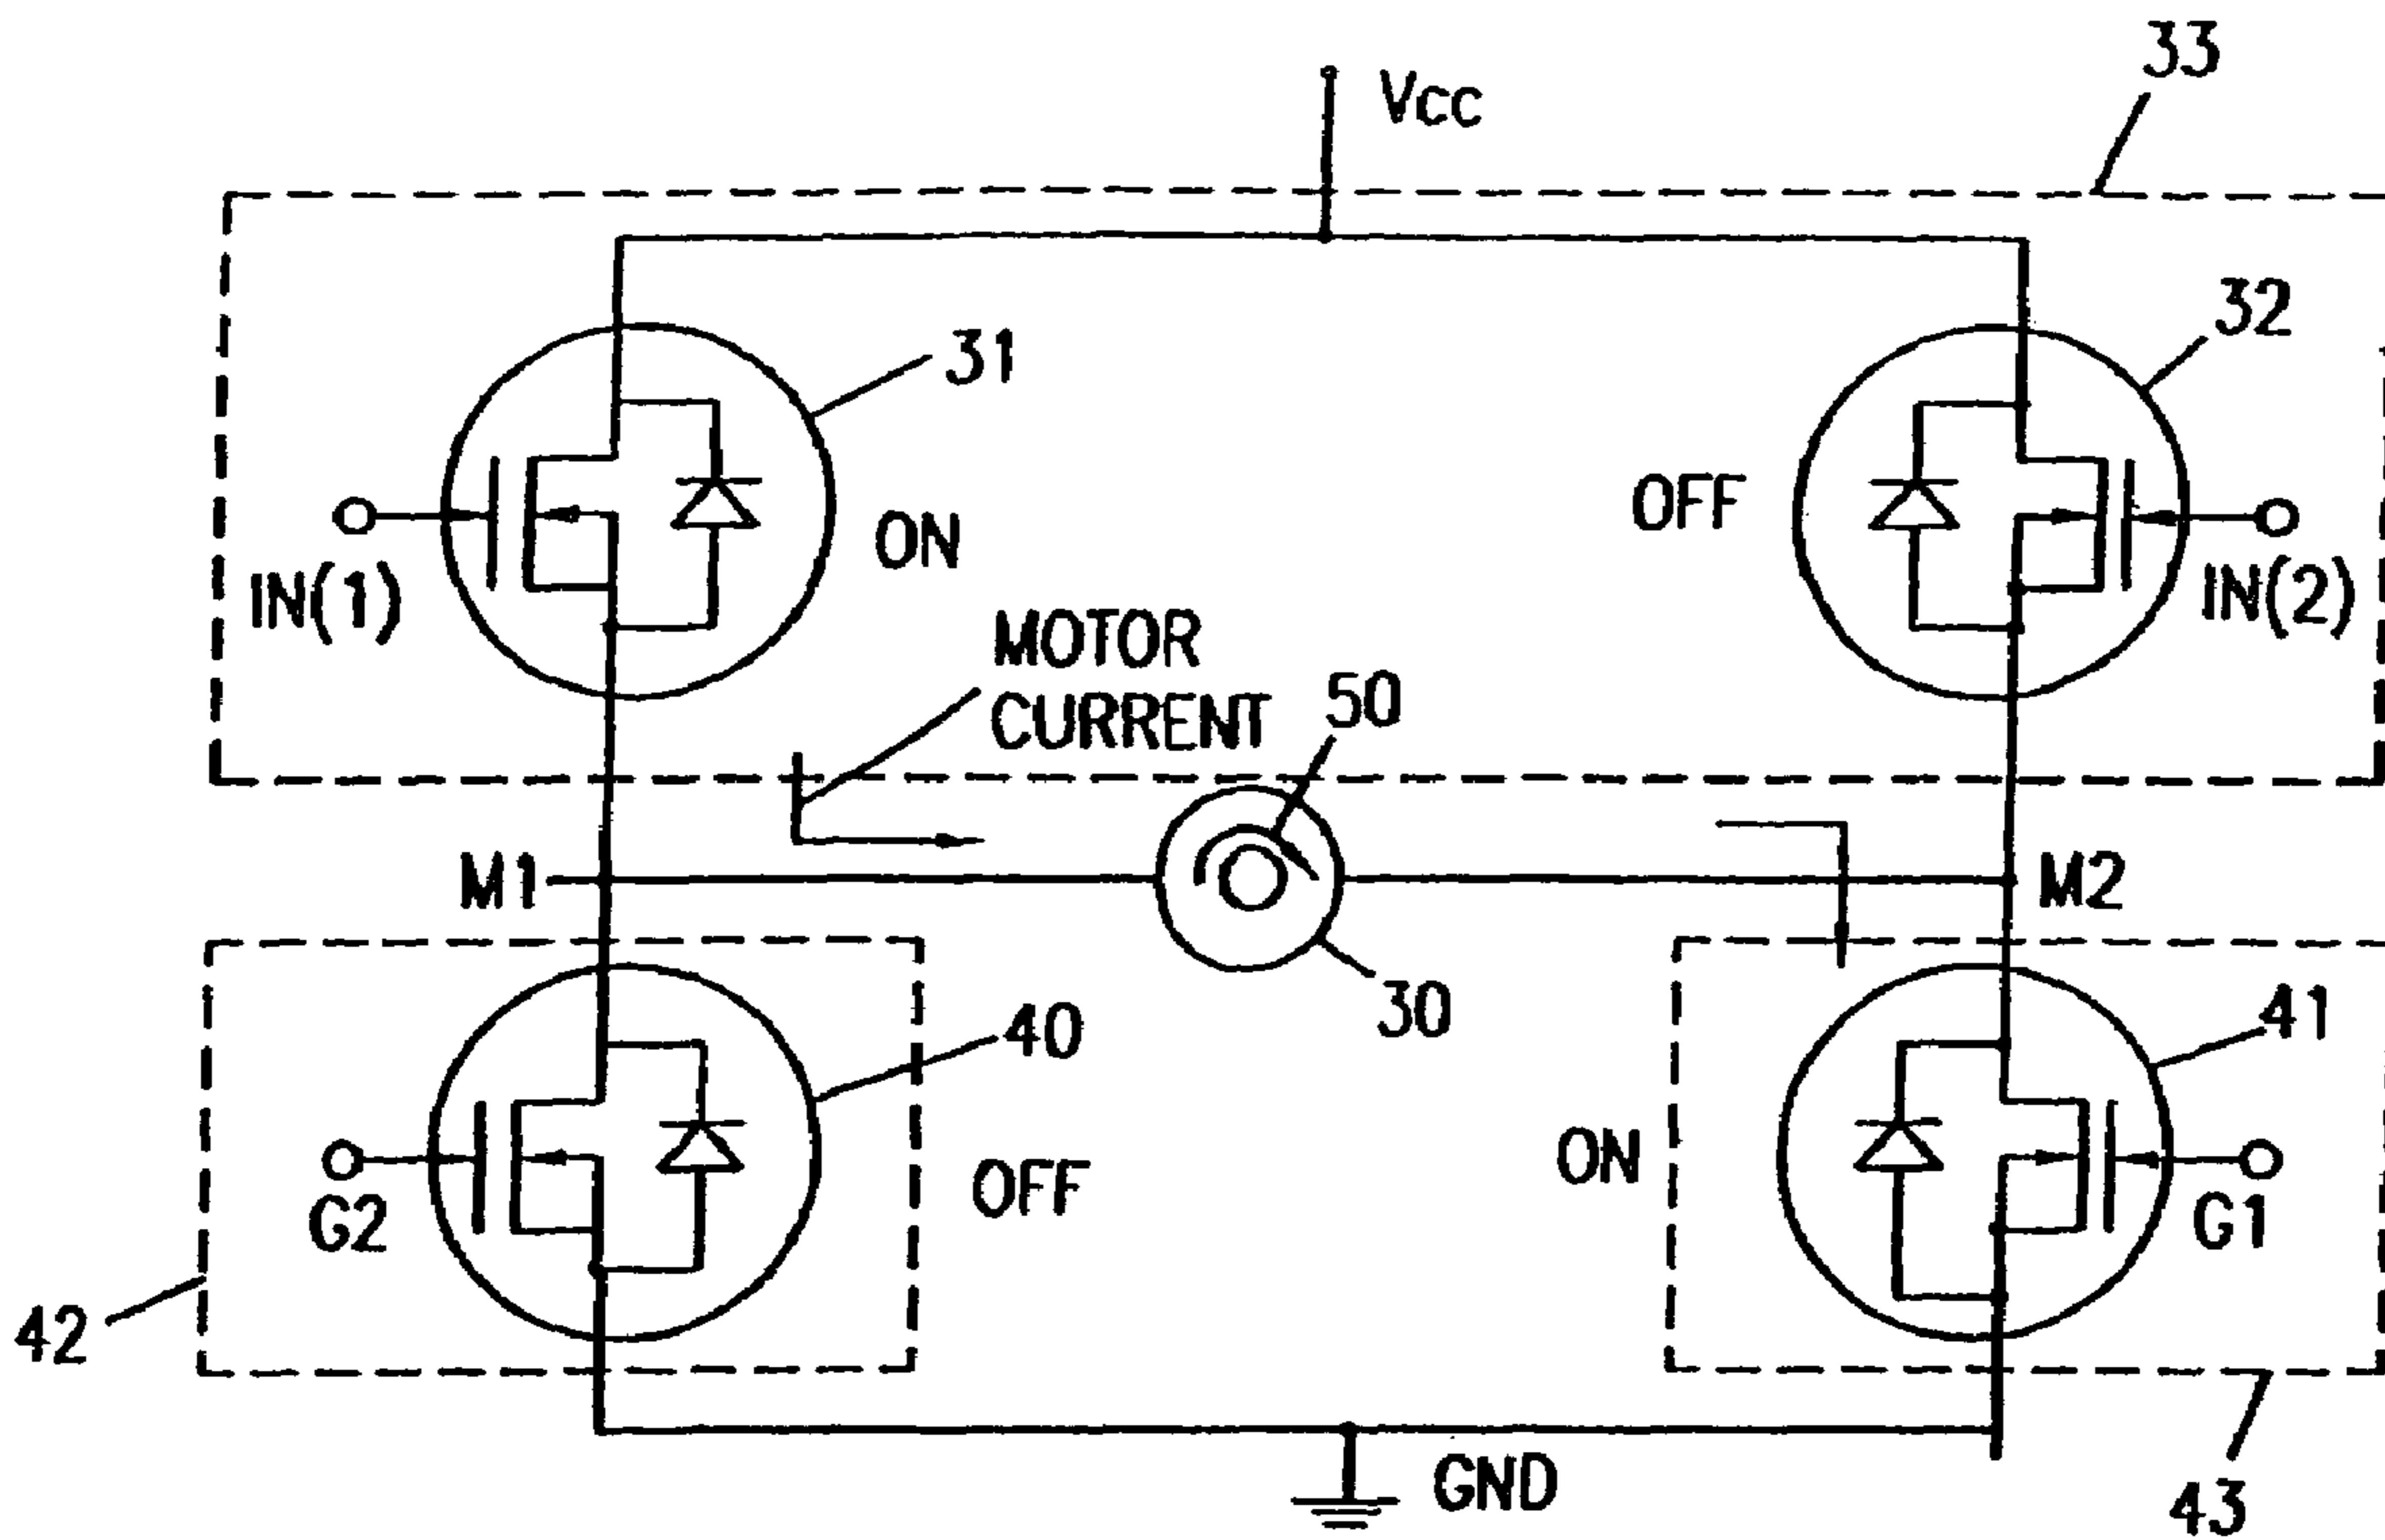 33
Vcc
32
31
OFF
ON
IN(1)
IN(2)
MOTOR
CURRENT
50
M1
M2
30
40
41
ON
OFF
G2
G1
42
GND
43